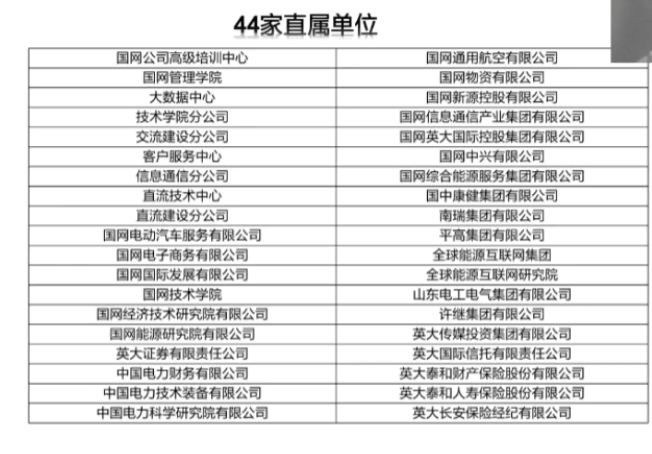 44家直属单位
国网公司高级培训中心 国网通用航空有限公司
国网管理学院 国网物资有限公司
大数据中心 国网新源控股有限公司
技术学院分公司 国网信息通信产业集团有限公司
交流建设分公司 国网英大国际控股集团有限公司
客户服务中心 国网中兴有限公司
信息通信分公司 国网综合能源服务集团有限公司
直流技术中心 国中康健集团有限公司
直流建设分公司 南瑞集团有限公司
国网电动汽车服务有限公司 平高集团有限公司
国网电子商务有限公司 全球能源互联网集团
国网国际发展有限公司 全球能源互联网研究院
国网技术学院 山东电工电气集团有限公司
国网经济技术研究院有限公司 许继集团有限公司
国网能源研究院有限公司 英大传媒投资集团有限公司
英大证券有限责任公司 英大国际信托有限责任公司
中国电力财务有限公司 英大泰和财产保险股份有限公司
中国电力技术装备有限公司 英大泰和人寿保险股份有限公司
中国电力科学研究院有限公司 英大长安保险经纪有限公司